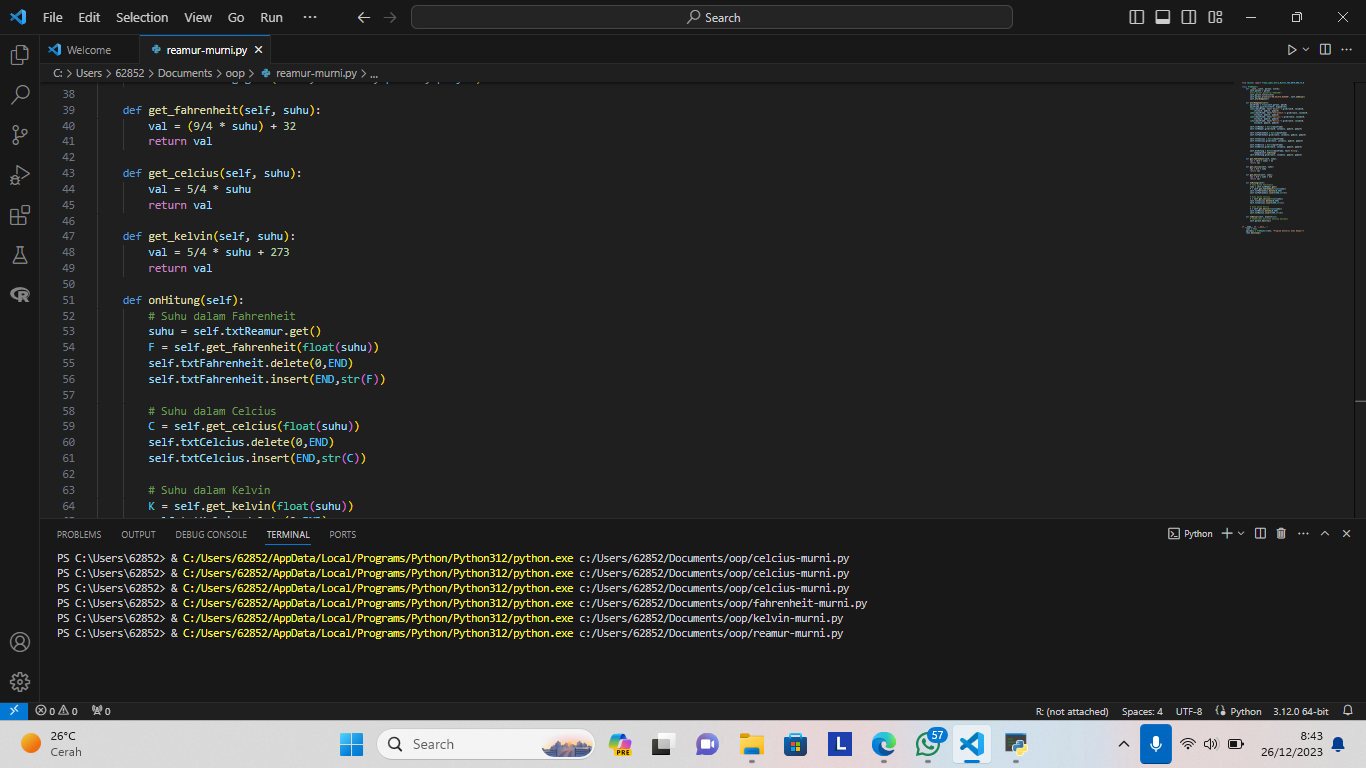 File Edit Selection View Go Run ··· Search
Welcome reamur-murni.py
C: > Users > 62852 > Documents > oop > reamur-murni.py > ...
38
39 def get_fahrenheit(self, suhu):
40 val = (9/4 * suhu) + 32
41 return val
42
43 def get_celcius(self, suhu):
44 val = 5/4 * suhu
45 return val
46
47 def get_kelvin(self, suhu):
48 val = 5/4 * suhu + 273
49 return val
50
51 def onHitung(self):
52 # Suhu dalam Fahrenheit
53 suhu = self.txtReamur.get()
54 F = self.get_fahrenheit(float(suhu))
55 self.txtFahrenheit.delete(0,END)
56 self.txtFahrenheit.insert(END,str(F))
57
58 # Suhu dalam Celcius
59 C = self.get_celcius(float(suhu))
60 self.txtCelcius.delete(0,END)
61 self.txtCelcius.insert(END,str(C))
62
63 # Suhu dalam Kelvin
64 K = self.get_kelvin(float(suhu))
PROBLEMS OUTPUT DEBUG CONSOLE TERMINAL PORTS Python
PS C:\Users\62852> & C:/Users/62852/AppData/Local/Programs/Python/Python312/python.exe c:/Users/62852/Documents/oop/celcius-murni.py
PS C:\Users\62852> & C:/Users/62852/AppData/Local/Programs/Python/Python312/python.exe c:/Users/62852/Documents/oop/celcius-murni.py
PS C:\Users\62852> & C:/Users/62852/AppData/Local/Programs/Python/Python312/python.exe c:/Users/62852/Documents/oop/celcius-murni.py
PS C:\Users\62852> & C:/Users/62852/AppData/Local/Programs/Python/Python312/python.exe c:/Users/62852/Documents/oop/fahrenheit-murni.py
PS C:\Users\62852> & C:/Users/62852/AppData/Local/Programs/Python/Python312/python.exe c:/Users/62852/Documents/oop/kelvin-murni.py
PS C:\Users\62852> & C:/Users/62852/AppData/Local/Programs/Python/Python312/python.exe c:/Users/62852/Documents/oop/reamur-murni.py
0 0 0 R: (not attached) Spaces: 4 UTF-8 Python 3.12.0 64-bit
26°C
Cerah
Search
PRE
L
57
8:43
26/12/2023